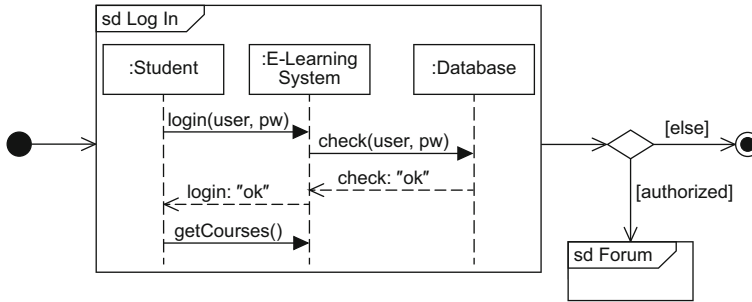 sd Log In
:Student
:E-Learning
System
:Database
login(user, pw)
check(user, pw)
check: "ok"
login: "ok"
getCourses()
[else]
[authorized]
sd Forum